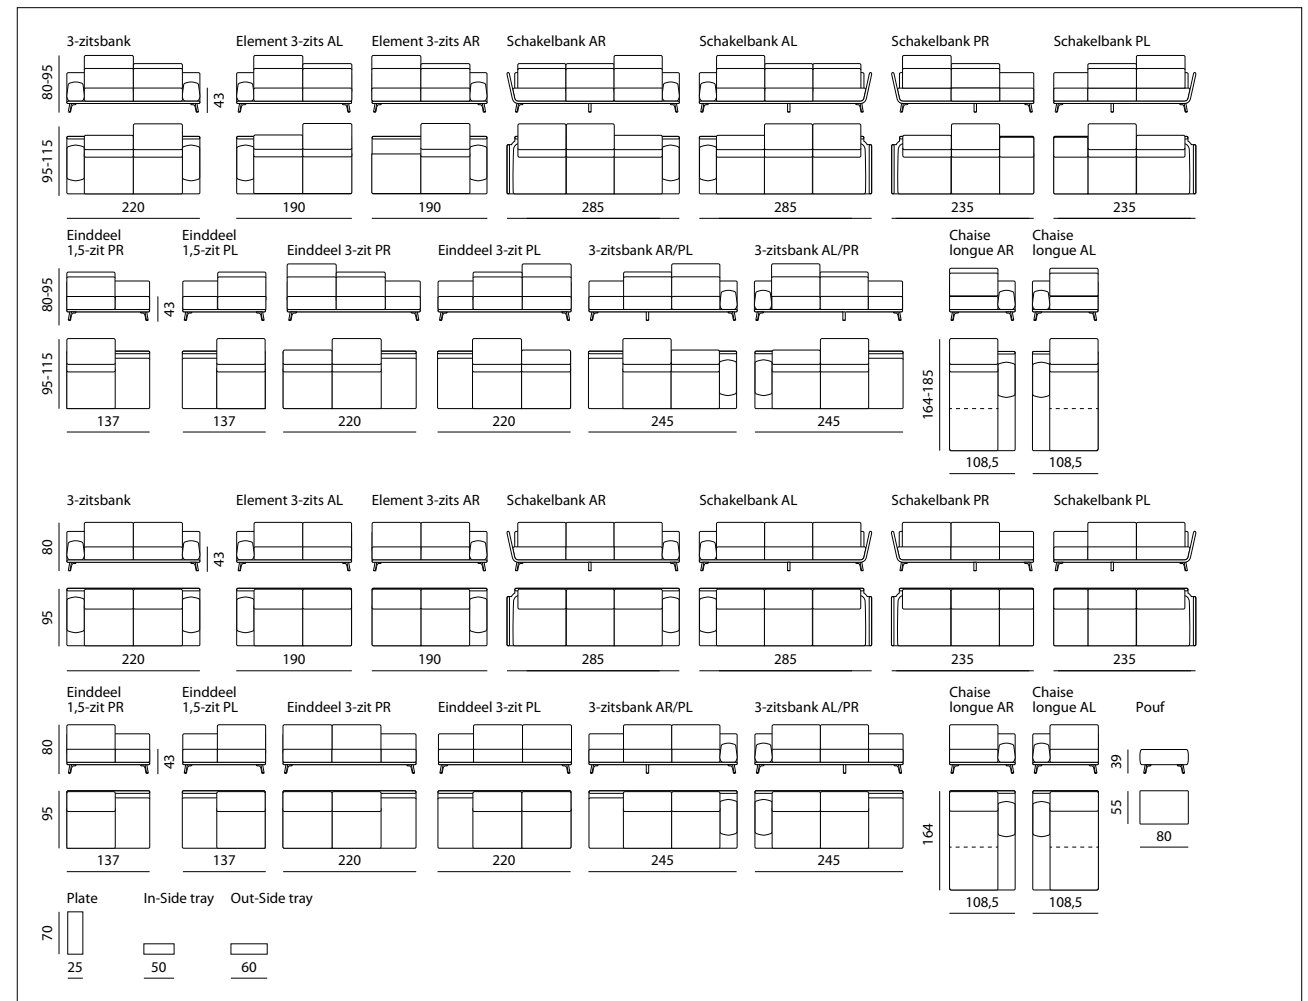 3-zitsbank Element 3-zits AL Element 3-zits AR Schakelbank AR Schakelbank AL Schakelbank PR Schakelbank PL
80-95 43
95-115
220 190 190 285 285 235 235
Einddeel 1,5-zit PR Einddeel 1,5-zit PL Einddeel 3-zit PR Einddeel 3-zit PL 3-zitsbank AR/PL 3-zitsbank AL/PR Chaise longue AR Chaise longue AL
80-95 43
95-115 164-185
137 137 220 220 245 245
108,5 108,5
3-zitsbank Element 3-zits AL Element 3-zits AR Schakelbank AR Schakelbank AL Schakelbank PR Schakelbank PL
80 43
95
220 190 190 285 285 235 235
Einddeel 1,5-zit PR Einddeel 1,5-zit PL Einddeel 3-zit PR Einddeel 3-zit PL 3-zitsbank AR/PL 3-zitsbank AL/PR Chaise longue AR Chaise longue AL Pouf
80 43 39
95 164 55
137 137 220 220 245 245 80
108,5 108,5
Plate In-Side tray Out-Side tray
70
25 50 60